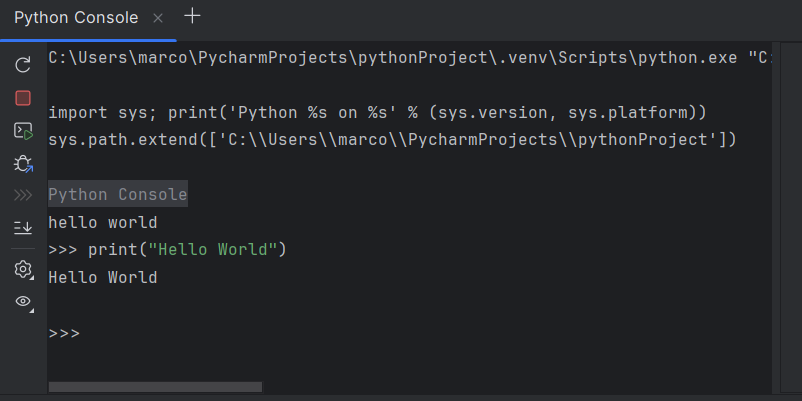 Python Console
C:\Users\marco\PycharmProjects\pythonProject\.venv\Scripts\python.exe "C:
import sys; print('Python %s on %s' % (sys.version, sys.platform))
sys.path.extend(['C:\\Users\\marco\\PycharmProjects\\pythonProject'])
Python Console
hello world
>>> print("Hello World")
Hello World
>>>